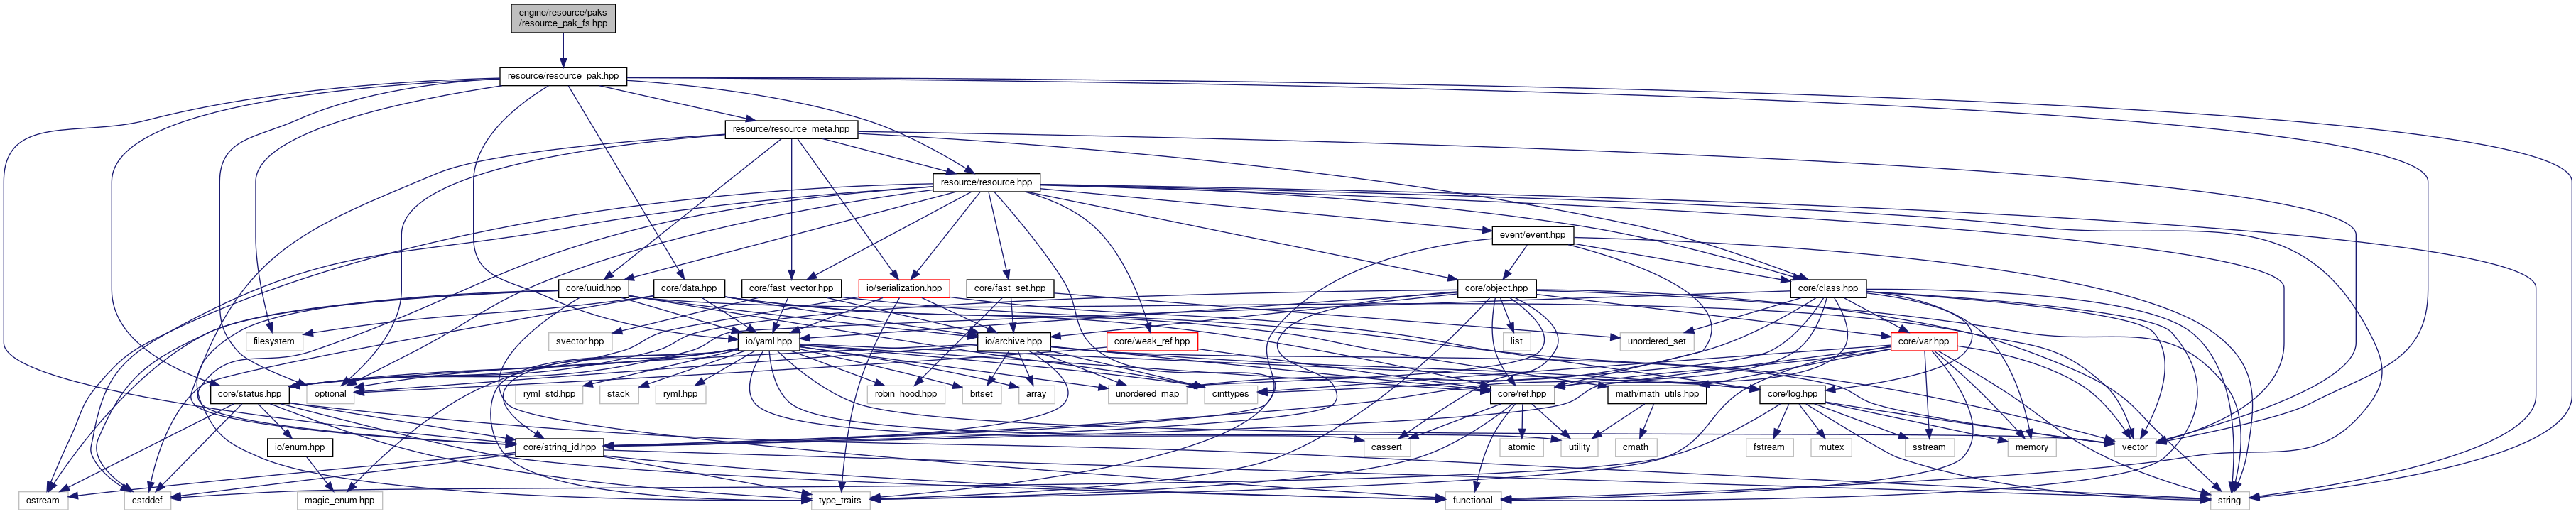 engine/resource/paks
/resource_pak_fs.hpp
resource/resource_pak.hpp
resource/resource_meta.hpp
resource/resource.hpp
event/event.hpp
core/uuid.hpp
core/data.hpp
core/fast_vector.hpp
io/serialization.hpp
core/fast_set.hpp
core/object.hpp
core/class.hpp
filesystem
svector.hpp
io/yaml.hpp
io/archive.hpp
core/weak_ref.hpp
list
unordered_set
core/var.hpp
core/status.hpp
optional
ryml_std.hpp
stack
ryml.hpp
robin_hood.hpp
bitset
array
unordered_map
cinttypes
core/ref.hpp
math/math_utils.hpp
core/log.hpp
io/enum.hpp
core/string_id.hpp
cassert
atomic
utility
cmath
fstream
mutex
sstream
memory
vector
ostream
cstddef
magic_enum.hpp
type_traits
functional
string